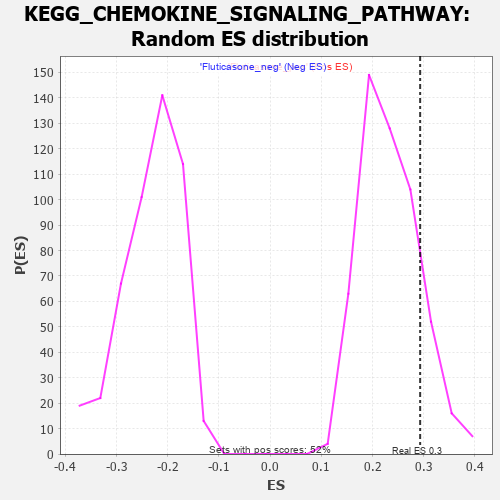 KEGG_CHEMOKINE_SIGNALING_PATHWAY:
Random ES distribution
'Fluticasone_neg' (Neg ES)s ES)
150
140
130
120
110
100
90
80
70
60
50
40
30
20
10
0
P(ES)
Sets with pos scores: 52%
Real ES 0.3
-0.4 -0.3 -0.2 -0.1 0.0 0.1 0.2 0.3 0.4
ES